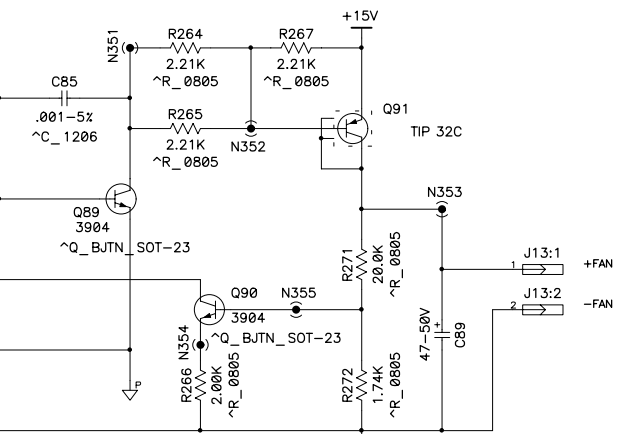 +15V
N351
R264
2.21K
^R_0805
R267
2.21K
^R_0805
C85
.001-5%
^C_1206
R265
2.21K
^R_0805
N352
Q91
TIP 32C
Q89
3904
^Q_BJTN_SOT-23
N353
R271
20.0K
^R_0805
J13:1
1
+FAN
J13:2
2
-FAN
Q90
3904
^Q_BJTN_SOT-23
N355
N354
R266
2.00K
^R_0805
R272
1.74K
^R_0805
+
47-50V
C89
P